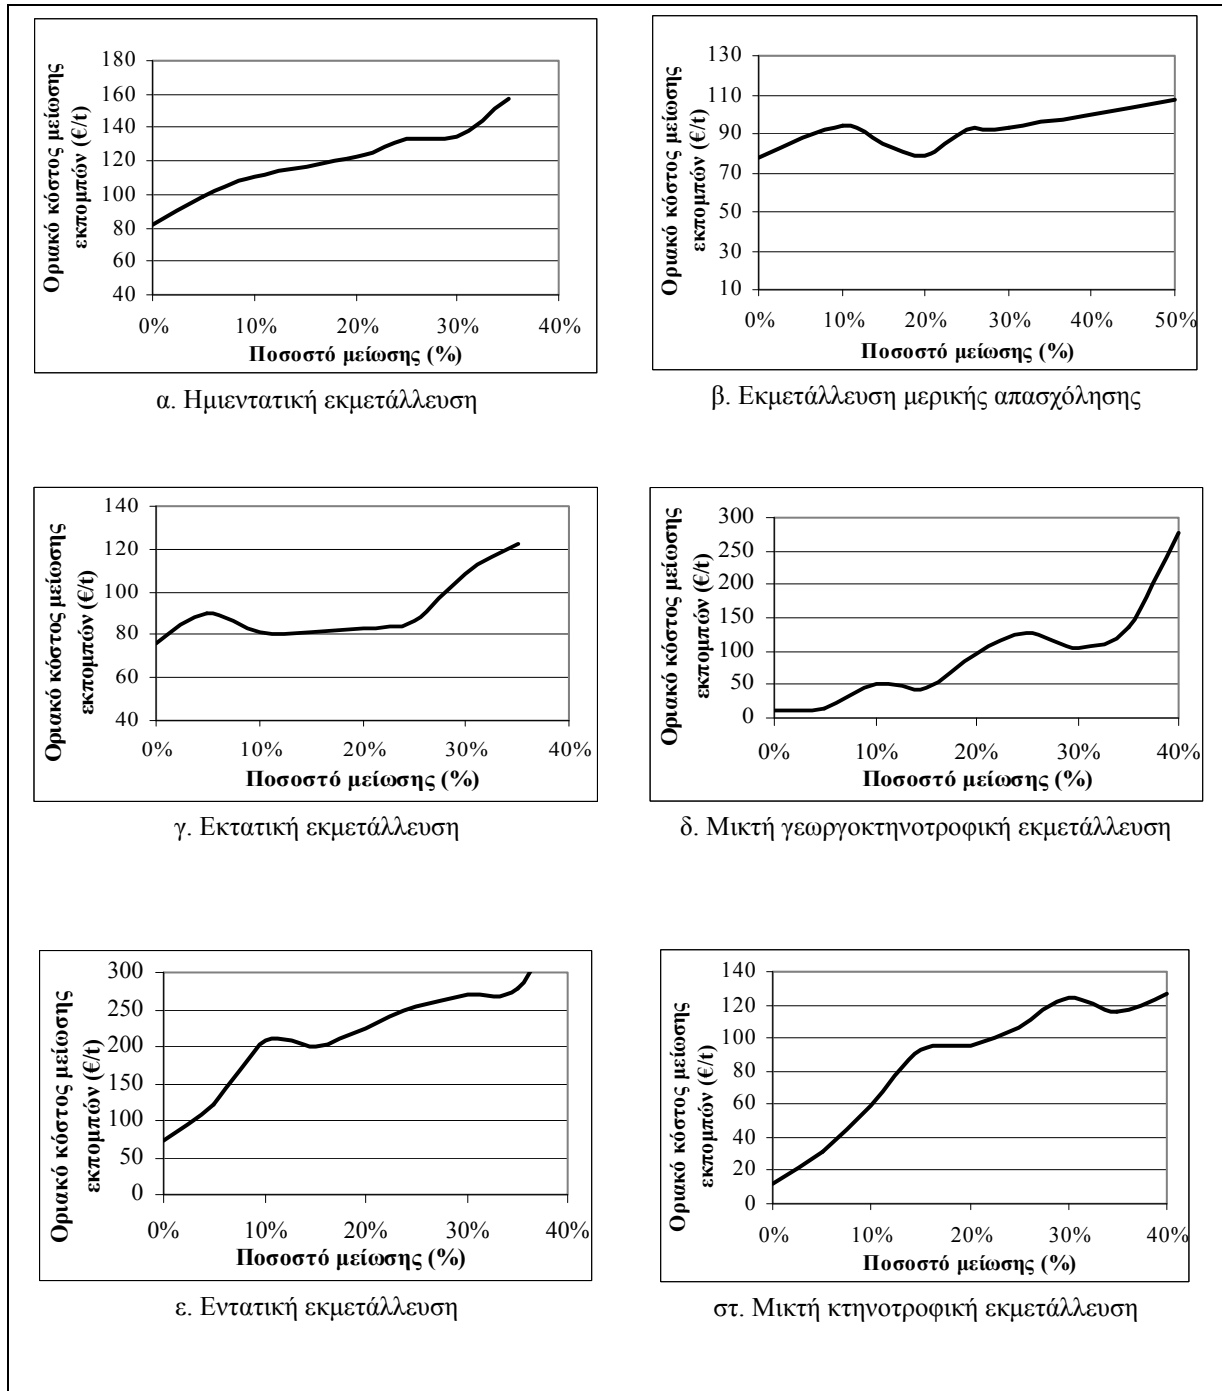 Οριακό κόστος μείωσης
εκπομπών (€/t)
180
160
140
120
100
80
60
40
0% 10% 20% 30% 40%
Ποσοστό μείωσης (%)
α. Ημιεντατική εκμετάλλευση
Οριακό κόστος μείωσης
εκπομπών (€/t)
130
110
90
70
50
30
10
0% 10% 20% 30% 40% 50%
Ποσοστό μείωσης (%)
β. Εκμετάλλευση μερικής απασχόλησης
Οριακό κόστος μείωσης
εκπομπών (€/t)
140
120
100
80
60
40
0% 10% 20% 30% 40%
Ποσοστό μείωσης (%)
γ. Εκτατική εκμετάλλευση
Οριακό κόστος μείωσης
εκπομπών (€/t)
300
250
200
150
100
50
0
0% 10% 20% 30% 40%
Ποσοστό μείωσης (%)
δ. Μικτή γεωργοκτηνοτροφική εκμετάλλευση
Οριακό κόστος μείωσης
εκπομπών (€/t)
300
250
200
150
100
50
0
0% 10% 20% 30% 40%
Ποσοστό μείωσης (%)
ε. Εντατική εκμετάλλευση
Οριακό κόστος μείωσης
εκπομπών (€/t)
140
120
100
80
60
40
20
0
0% 10% 20% 30% 40%
Ποσοστό μείωσης (%)
στ. Μικτή κτηνοτροφική εκμετάλλευση